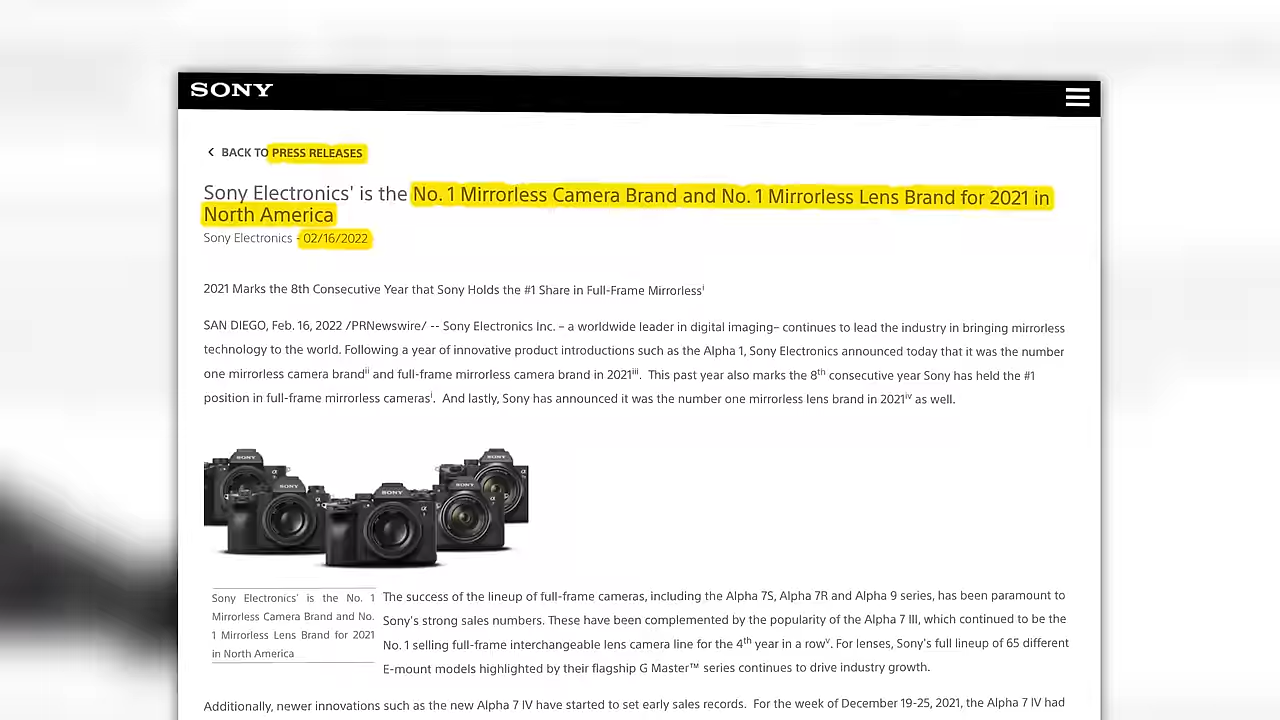 SONY
BACK TO PRESS RELEASES
Sony Electronics' is the No. 1 Mirrorless Camera Brand and No. 1 Mirrorless Lens Brand for 2021 in
North America
Sony Electronics - 02/16/2022
2021 Marks the 8th Consecutive Year that Sony Holds the #1 Share in Full-Frame Mirrorlessⁱ
SAN DIEGO, Feb. 16, 2022 /PRNewswire/ -- Sony Electronics Inc. – a worldwide leader in digital imaging– continues to lead the industry in bringing mirrorless
technology to the world. Following a year of innovative product introductions such as the Alpha 1, Sony Electronics announced today that it was the number
one mirrorless camera brandⁱⁱ and full-frame mirrorless camera brand in 2021ⁱⁱⁱ. This past year also marks the 8th consecutive year Sony has held the #1
position in full-frame mirrorless camerasⁱ. And lastly, Sony has announced it was the number one mirrorless lens brand in 2021ⁱᵛ as well.
SONY
SONY
SONY
SONY
SONY
Sony Electronics' is the No. 1
Mirrorless Camera Brand and No.
1 Mirrorless Lens Brand for 2021
in North America
The success of the lineup of full-frame cameras, including the Alpha 7S, Alpha 7R and Alpha 9 series, has been paramount to
Sony's strong sales numbers. These have been complemented by the popularity of the Alpha 7 III, which continued to be the
No. 1 selling full-frame interchangeable lens camera line for the 4th year in a rowᵛ. For lenses, Sony's full lineup of 65 different
E-mount models highlighted by their flagship G Master™ series continues to drive industry growth.
Additionally, newer innovations such as the new Alpha 7 IV have started to set early sales records. For the week of December 19-25, 2021, the Alpha 7 IV had